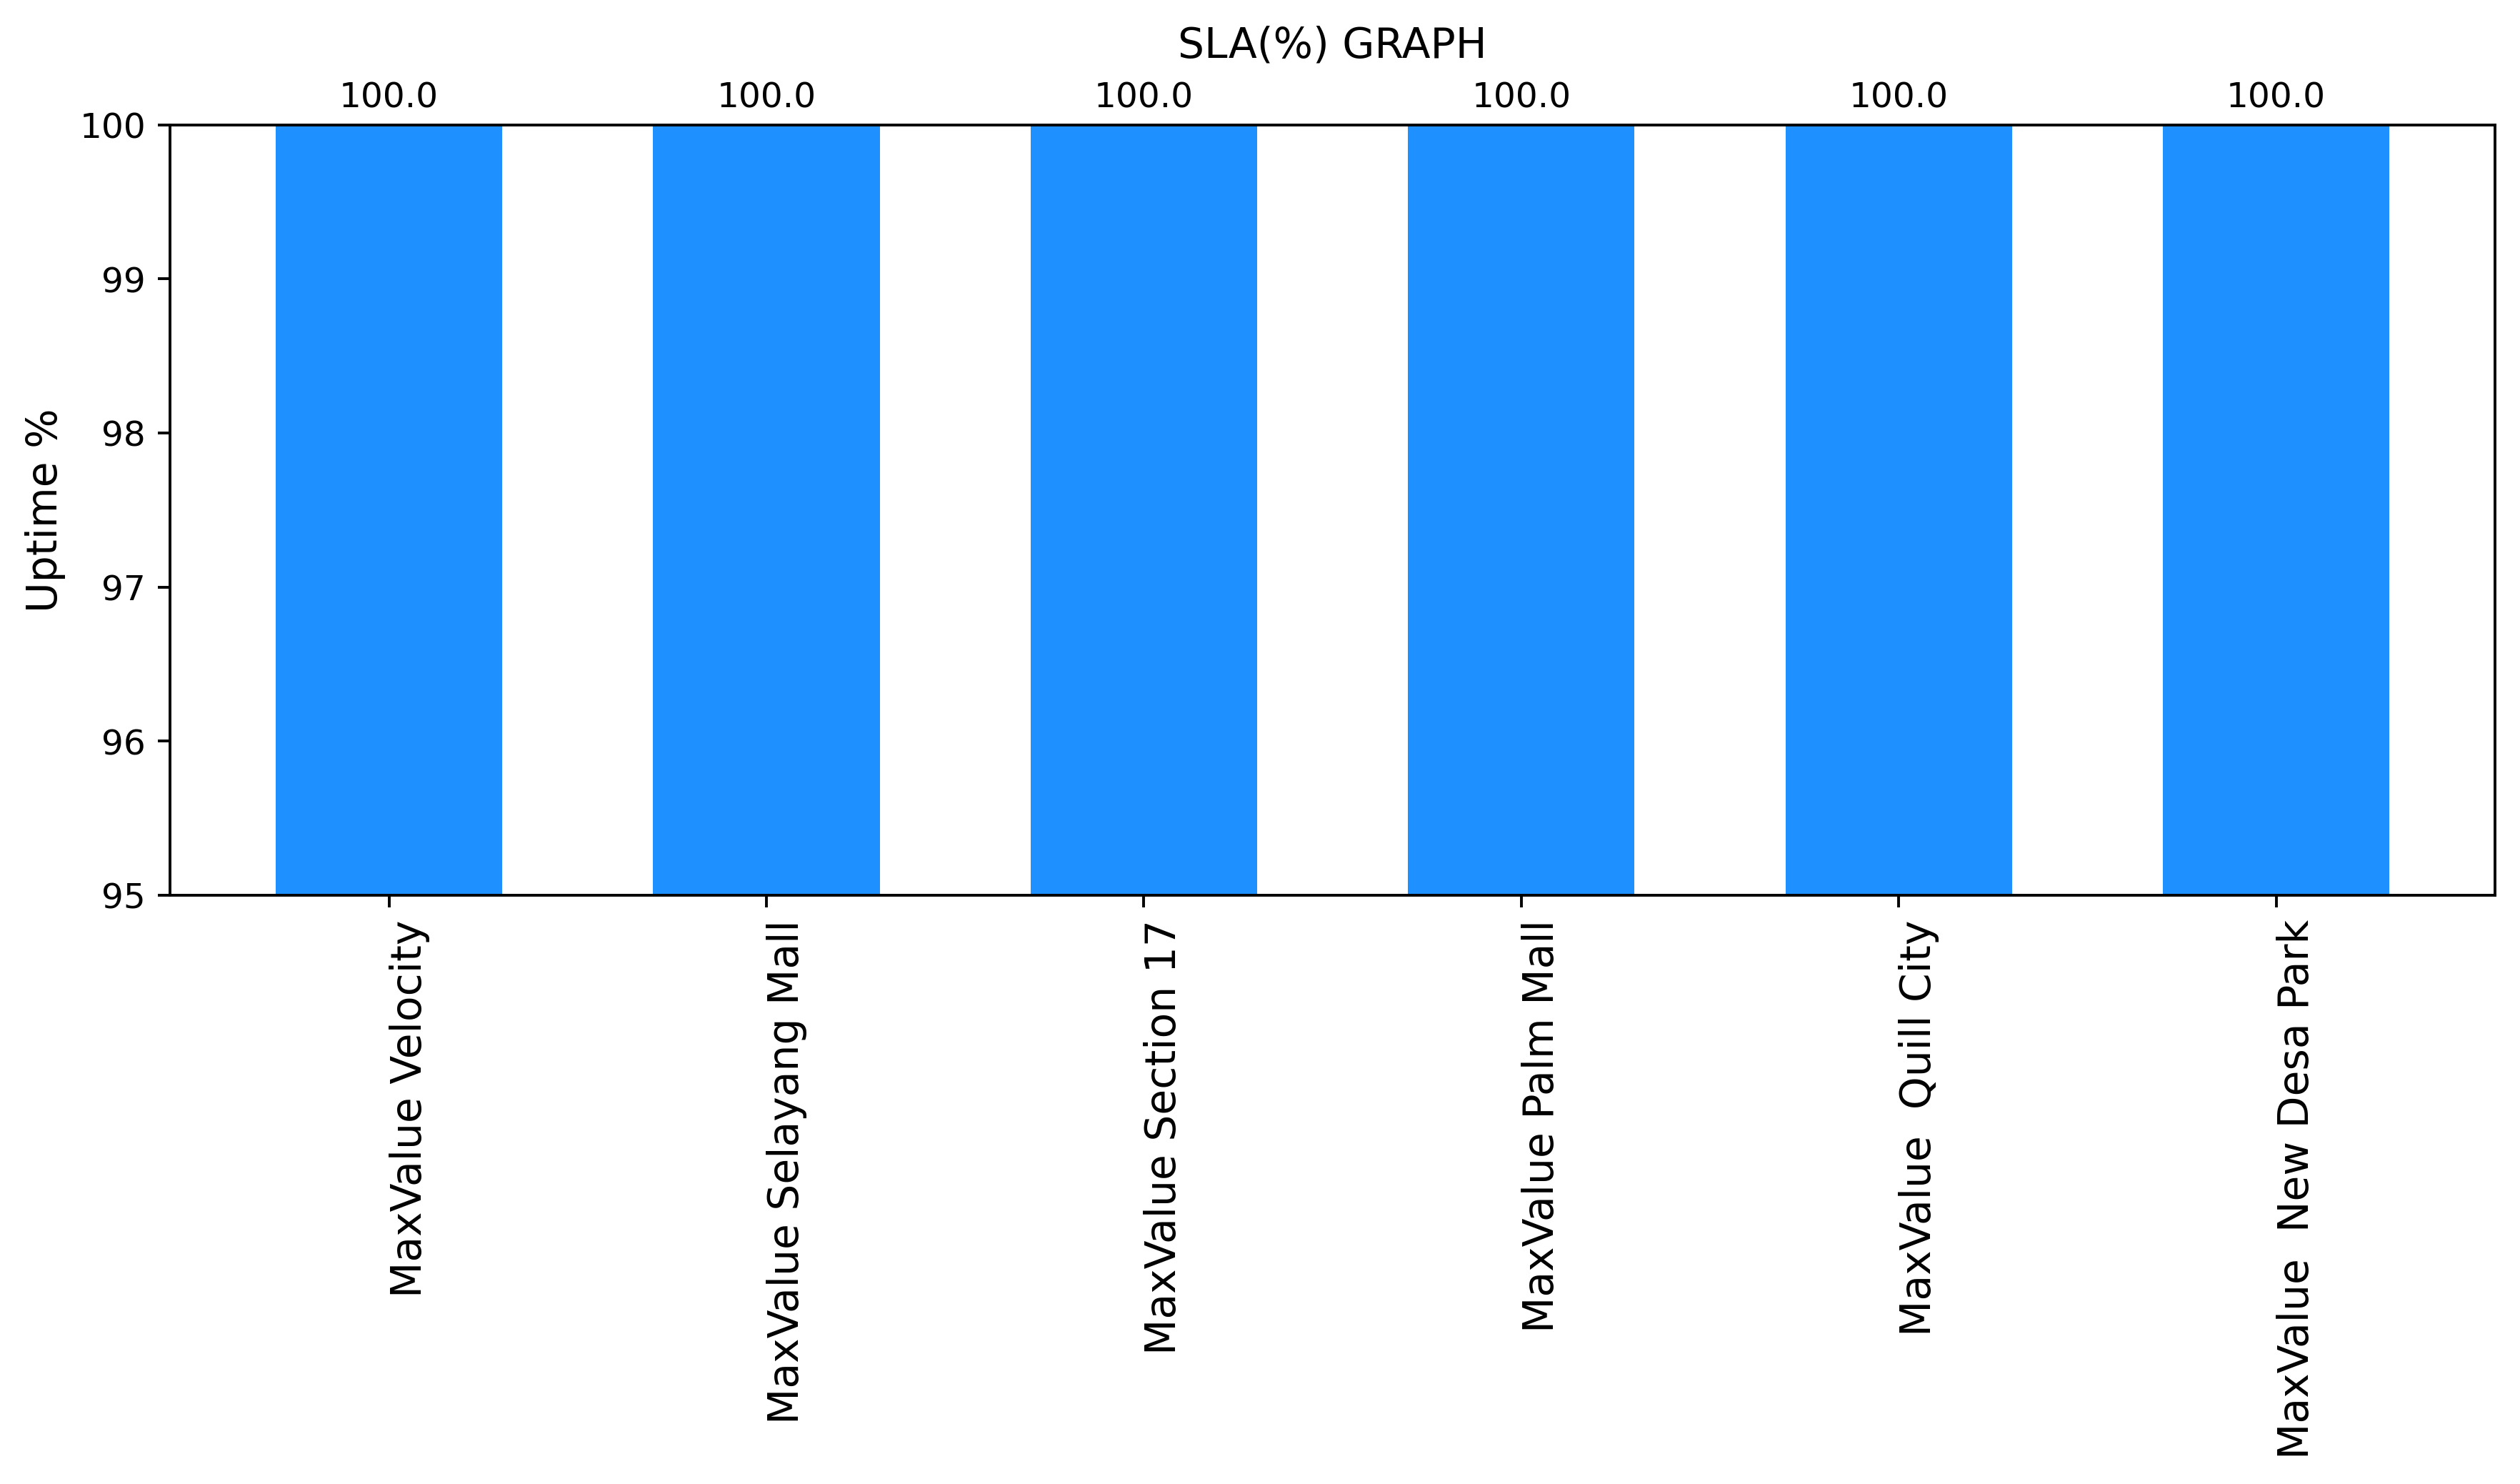 SLA(%) GRAPH
100.0 100.0 100.0 100.0 100.0 100.0
100
99
98
97
96
95
Uptime %
MaxValue Velocity
MaxValue Selayang Mall
MaxValue Section 17
MaxValue Palm Mall
MaxValue  Quill City
MaxValue  New Desa Park